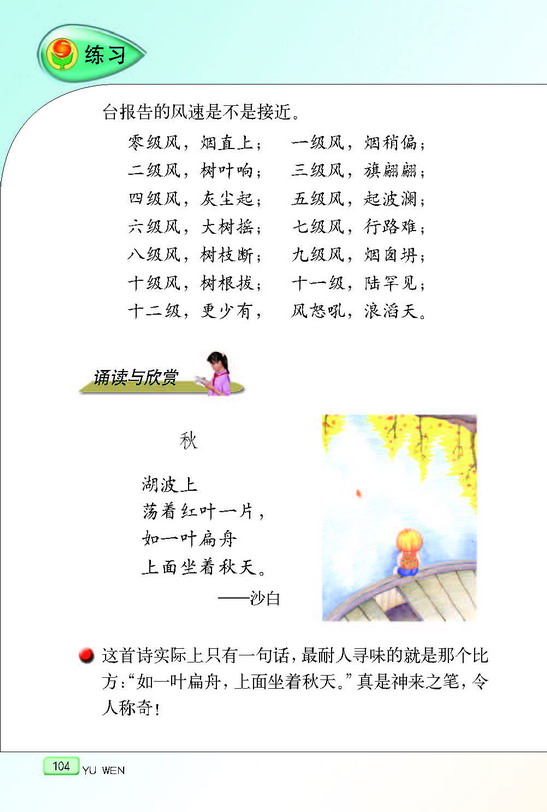 练习
台报告的风速是不是接近。
零级风，烟直上； 一级风，烟稍偏；
二级风，树叶响； 三级风，旗翩翩；
四级风，灰尘起； 五级风，起波澜；
六级风，大树摇； 七级风，行路难；
八级风，树枝断； 九级风，烟囱坍；
十级风，树根拔； 十一级，陆罕见；
十二级，更少有， 风怒吼，浪滔天。
诵读与欣赏
秋
湖波上
荡着红叶一片，
如一叶扁舟
上面坐着秋天。
——沙白
这首诗实际上只有一句话，最耐人寻味的就是那个比
方：“如一叶扁舟，上面坐着秋天。”真是神来之笔，令
人称奇！
104 YU WEN